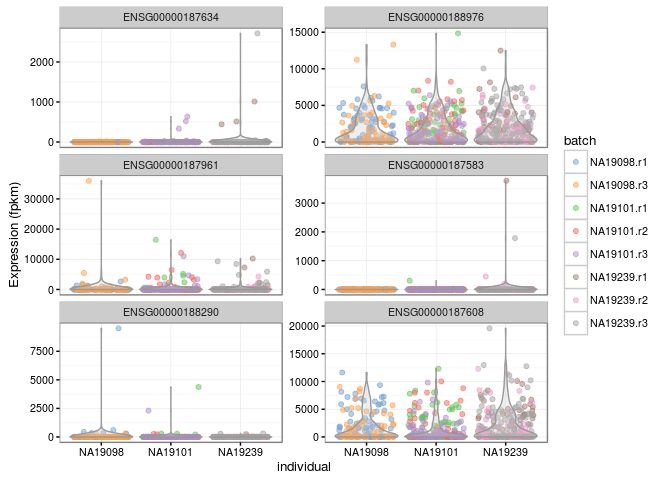 ENSG00000187634
ENSG00000188976
2000
1000
0
15000
10000
5000
0
ENSG00000187961
ENSG00000187583
30000
20000
10000
0
3000
2000
1000
0
ENSG00000188290
ENSG00000187608
7500
5000
2500
0
20000
15000
10000
5000
0
NA19098 NA19101 NA19239
NA19098 NA19101 NA19239
individual
Expression (fpkm)
batch
NA19098.r1
NA19098.r3
NA19101.r1
NA19101.r2
NA19101.r3
NA19239.r1
NA19239.r2
NA19239.r3